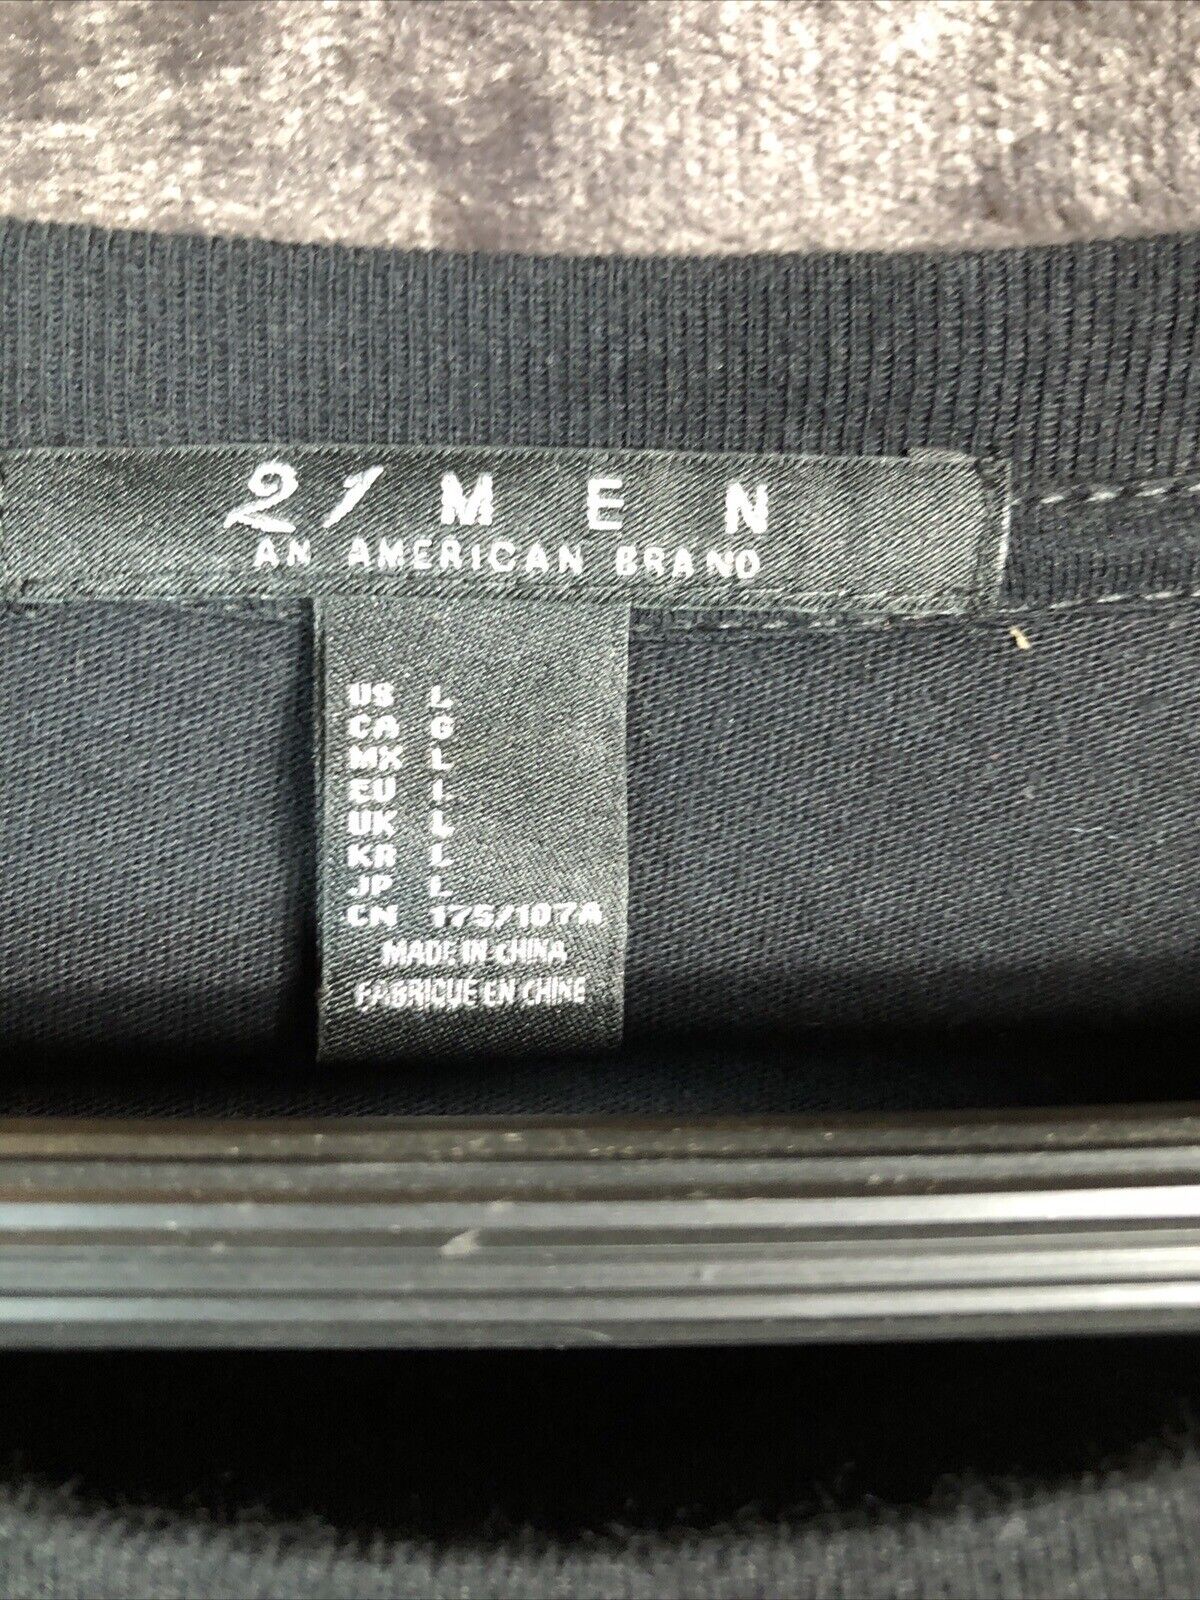 21 MEN
AN AMERICAN BRAND
US L
CA G
MX L
EU L
UK L
KR L
JP L
CN 175/107A
MADE IN CHINA
FABRIQUÉ EN CHINE